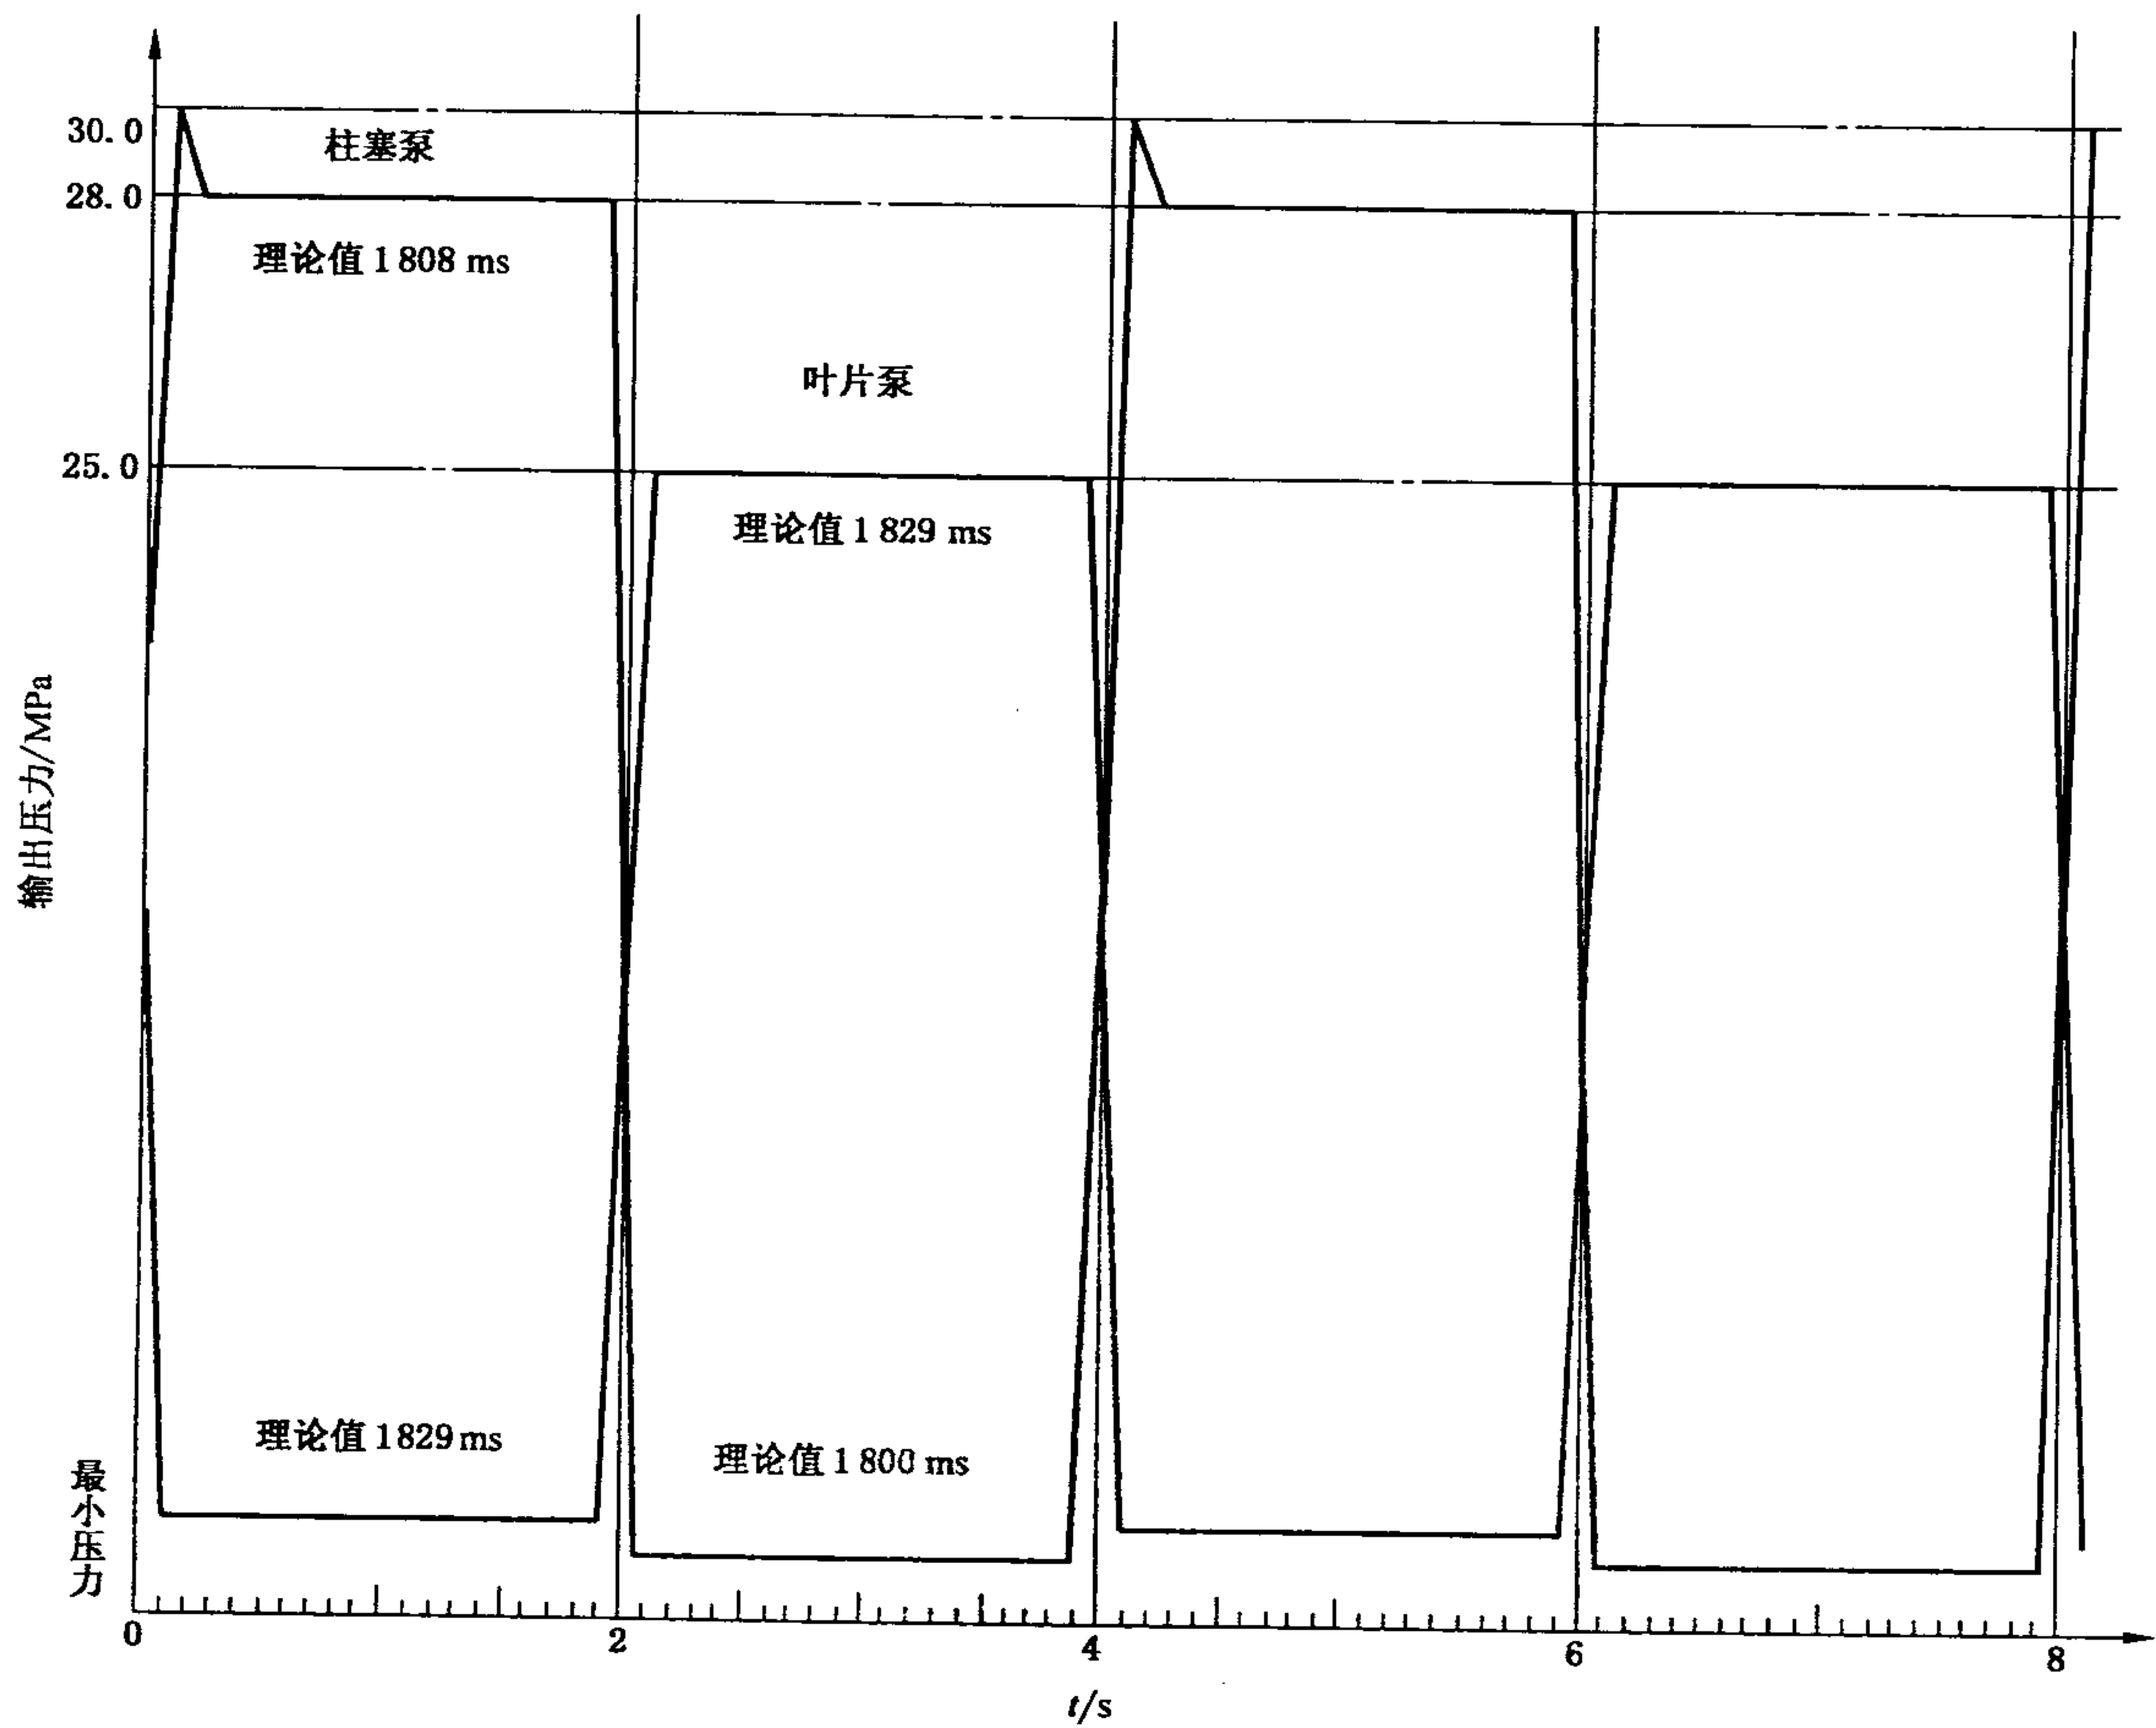 30.0
柱塞泵
28.0
理论值 1 808 ms
叶片泵
25.0
理论值 1 829 ms
输出压力/MPa
理论值 1 829 ms
理论值 1 800 ms
最小压力
0
2
4
6
8
t/s